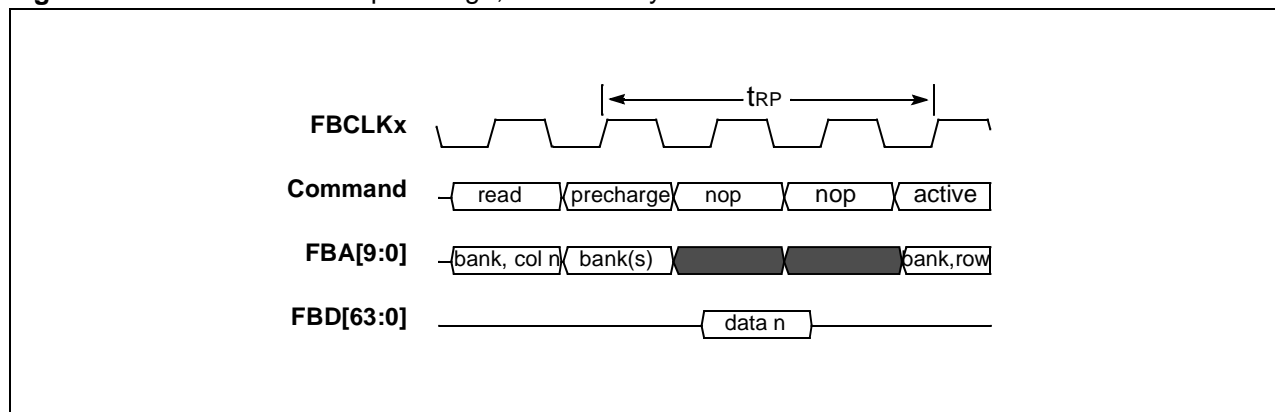 tRP
FBCLKx
Command read precharge nop nop active
FBA[9:0] bank, col n bank(s) bank,row
FBD[63:0] data n